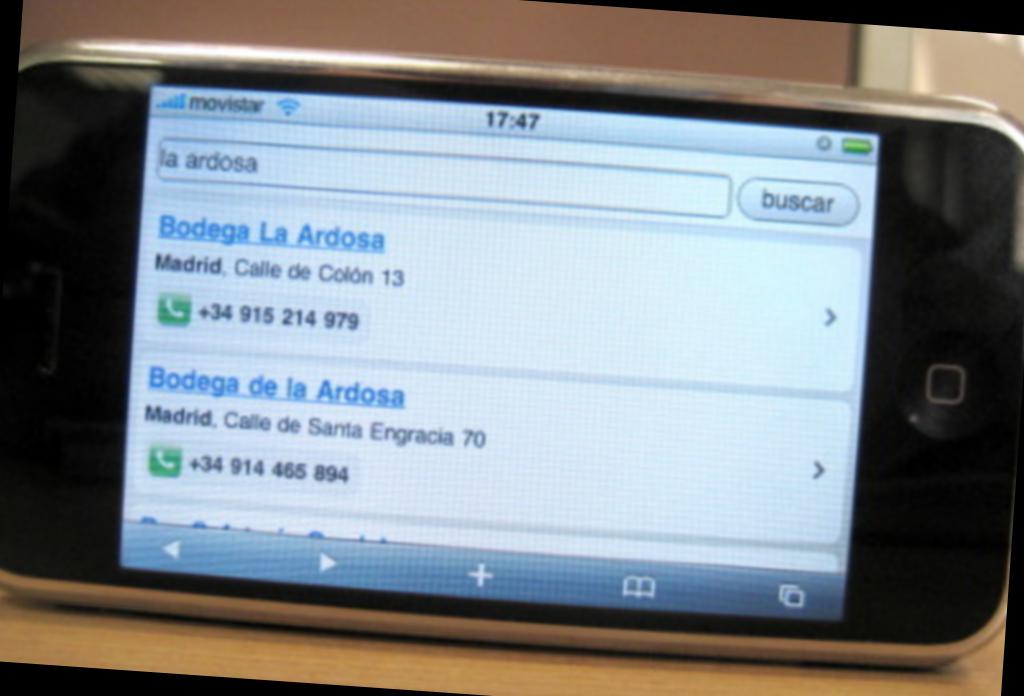 movistar 17:47
la ardosa buscar
Bodega La Ardosa
Madrid, Calle de Colón 13
+34 915 214 979
Bodega de la Ardosa
Madrid, Calle de Santa Engracia 70
+34 914 465 894